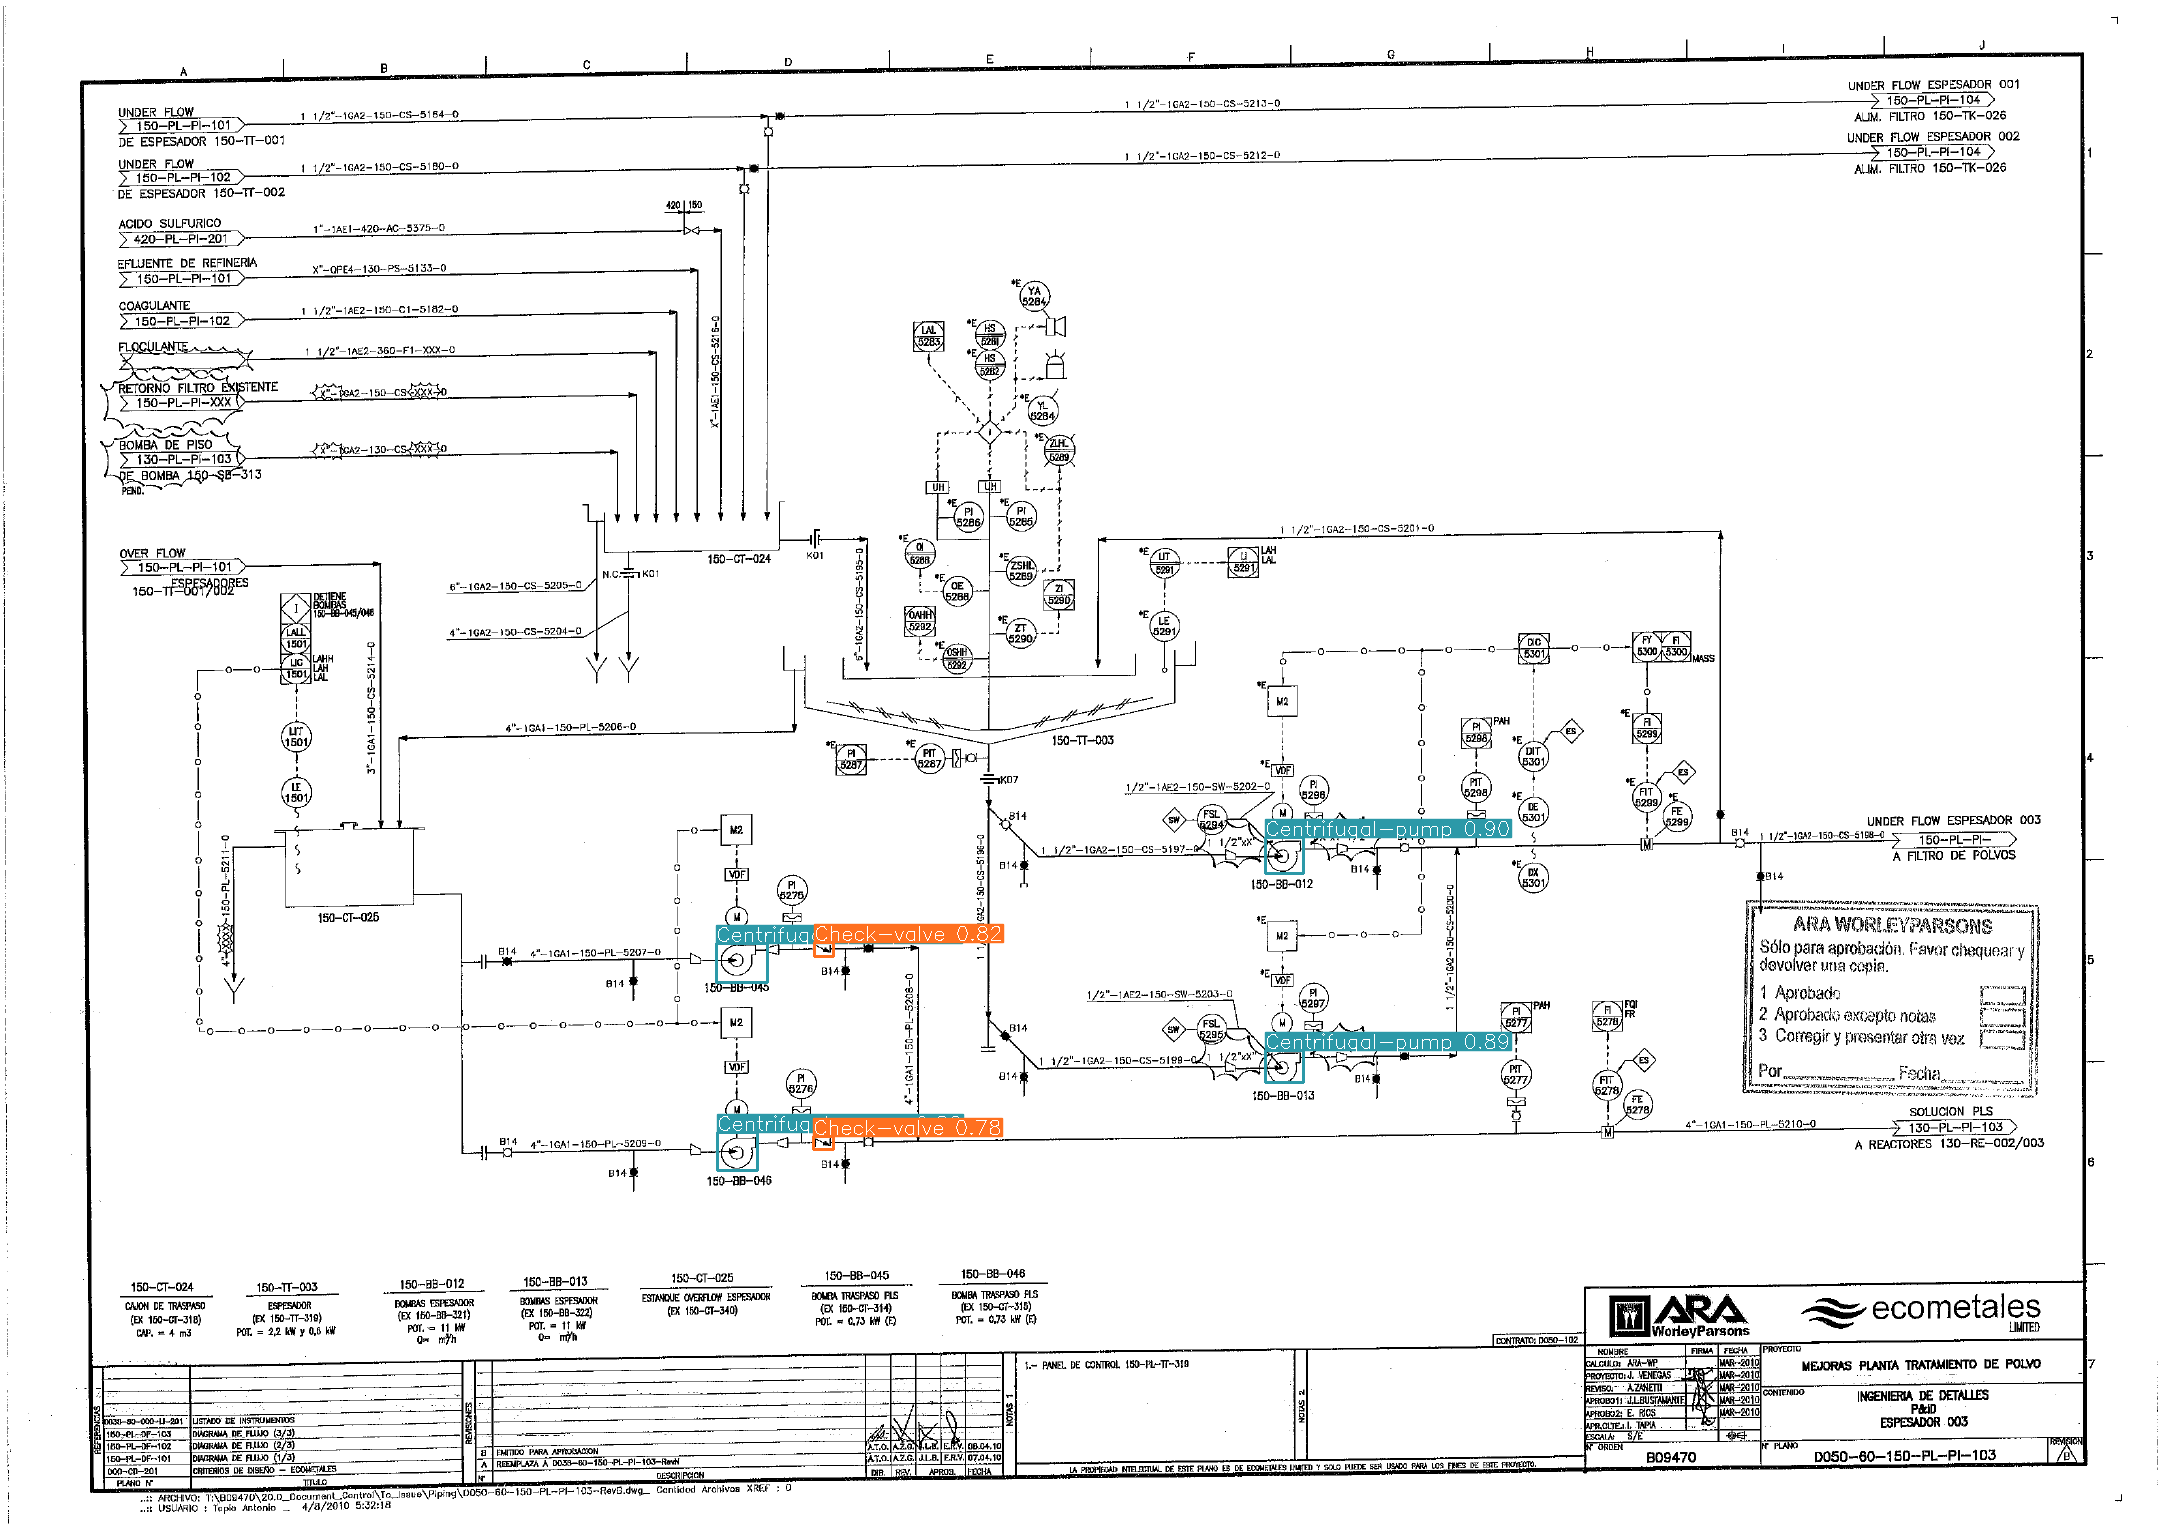 A B C D E F G H I J
UNDER FLOW
150-PL-PI-101
DE ESPESADOR 150-TT-001
1 1/2"-1GA2-150-CS-5184-0
1 1/2"-1GA2-150-CS-5213-0
UNDER FLOW ESPESADOR 001
150-PL-PI-104
ALIM. FILTRO 150-TK-026
UNDER FLOW
150-PL-PI-102
DE ESPESADOR 150-TT-002
1 1/2"-1GA2-150-CS-5180-0
1 1/2"-1GA2-150-CS-5212-0
UNDER FLOW ESPESADOR 002
150-PL-PI-104
ALIM. FILTRO 150-TK-026
1
420 150
ACIDO SULFURICO
420-PL-PI-201
1"-1AE1-420-AC-5375-0
EFLUENTE DE REFINERIA
150-PL-PI-101
X"-OPE4-130-PS-5133-0
COAGULANTE
150-PL-PI-102
1 1/2"-1AE2-150-C1-5182-0
FLOCULANTE
1 1/2"-1AE2-360-F1-XXX-0
RETORNO FILTRO EXISTENTE
150-PL-PI-XXX
X"-1GA2-150-CS-XXX-0
BOMBA DE PISO
130-PL-PI-103
DE BOMBA 150-SB-313
PEND.
X"-1GA2-130-CS-XXX-0
X"-1AE1-150-CS-5216-0
*E YA 5284
LAL 5283
*E HS 5281
*E HS 5282
*E YL 5284
*E ZLHL 5289
I
2
UH UH
*E PI 5286
*E PI 5285
150-CT-024
K01
N.C. K01
6"-1GA2-150-CS-5205-0
4"-1GA2-150-CS-5204-0
6"-1GA2-150-CS-5195-0
*E OI 5288
*E OE 5288
*E ZSHL 5289
ZI 5290
OAHH 5292
*E ZT 5290
*E OSHH 5292
1 1/2"-1GA2-150-CS-5201-0
*E LIT 5291
LI 5291 LAH LAL
*E LE 5291
3
OVER FLOW
150-PL-PI-101
ESPESADORES
150-TT-001/002
I
DETIENE
BOMBAS
150-BB-045/046
LALL 1501
LIC 1501
LAHH
LAH
LAL
LIT 1501
LE 1501
3"-1GA1-150-CS-5214-0
4"-1GA1-150-PL-5206-0
150-TT-003
*E PI 5287
*E PIT 5287
K07
*E M2
*E VDF
M
PI 5296
1/2"-1AE2-150-SW-5202-0
SW FSL 5294
PI 5298 PAH
PIT 5298
*E DIC 5301
*E DIT 5301
ES
*E DE 5301
*E DX 5301
FY 5300
FI 5300
MASS
*E FI 5299
*E FIT 5299
ES
*E FE 5299
4
B14
B14
1 1/2"-1GA2-150-CS-5197-0
1 1/2"xX"
Centrifugal-pump 0.90
150-BB-012
B14
B14 1 1/2"-1GA2-150-CS-5198-0
UNDER FLOW ESPESADOR 003
150-PL-PI-
A FILTRO DE POLVOS
B14
150-CT-025
M2
VDF
M
PI 5275
B14
4"-1GA1-150-PL-5207-0
B14
Centrifuga
Check-valve 0.82
B14
150-BB-045
4"-1GA1-150-PL-5208-0
*E M2
*E VDF
M
PI 5297
1/2"-1AE2-150-SW-5203-0
SW FSL 5295
1 1/2"-1GA2-150-CS-5200-0
B14
B14
1 1/2"-1GA2-150-CS-5199-0
1 1/2"xX"
Centrifugal-pump 0.89
150-BB-013
B14
PI 5277 PAH
PIT 5277
FI 5278 FQI FR
ES
FIT 5278
FE 5278
5
ARA WORLEYPARSONS
Sólo para aprobación. Favor chequear y
devolver una copia.
1 Aprobado
2 Aprobado excepto notas
3 Corregir y presentar otra vez
Por Fecha
M2
VDF
M
PI 5276
B14
4"-1GA1-150-PL-5209-0
B14
Centrifuga
Check-valve 0.78
B14
150-BB-046
M
4"-1GA1-150-PL-5210-0
SOLUCION PLS
130-PL-PI-103
A REACTORES 130-RE-002/003
6
150-CT-024
CAJON DE TRASPASO
(EX 150-CT-318)
CAP. = 4 m3
150-TT-003
ESPESADOR
(EX 150-TT-319)
POT. = 2,2 kW y 0,6 kW
150-BB-012
BOMBAS ESPESADOR
(EX 150-BB-321)
POT. = 11 kW
Q= m³/h
150-BB-013
BOMBAS ESPESADOR
(EX 150-BB-322)
POT. = 11 kW
Q= m³/h
150-CT-025
ESTANQUE OVERFLOW ESPESADOR
(EX 150-CT-340)
150-BB-045
BOMBA TRASPASO PLS
(EX 150-CT-314)
POT. = 0,73 kW (E)
150-BB-046
BOMBA TRASPASO PLS
(EX 150-CT-315)
POT. = 0,73 kW (E)
CONTRATO: D050-102
ARA
WorleyParsons
ecometales
LIMITED
REFERENCIAS
D038-60-000-LI-201 LISTADO DE INSTRUMENTOS
150-PL-DF-103 DIAGRAMA DE FLUJO (3/3)
150-PL-DF-102 DIAGRAMA DE FLUJO (2/3)
150-PL-DF-101 DIAGRAMA DE FLUJO (1/3)
000-CD-201 CRITERIOS DE DISEÑO - ECOMETALES
PLANO N° TITULO
REVISIONES
B EMITIDO PARA APROBACION A.T.O. A.Z.G. J.L.B. E.R.V. 08.04.10
A REEMPLAZA A D038-60-150-PL-PI-103-RevN A.T.O. A.Z.G. J.L.B. E.R.V. 07.04.10
N° DESCRIPCION DIB. REV. APROB. FECHA
NOTAS 1
1.- PANEL DE CONTROL 150-PL-TT-319
NOTAS 2
LA PROPIEDAD INTELECTUAL DE ESTE PLANO ES DE ECOMETALES LIMITED Y SOLO PUEDE SER USADO PARA LOS FINES DE ESTE PROYECTO.
NOMBRE FIRMA FECHA
CALCULO: ARA-WP MAR-2010
PROYECTO: J. VENEGAS MAR-2010
REVISO: A.ZANETTI MAR-2010
APROBO1: J.L.BUSTAMANTE MAR-2010
APROBO2: E. RIOS MAR-2010
APR.CLTE.: I. TAPIA
ESCALA: S/E
N° ORDEN
B09470
PROYECTO
MEJORAS PLANTA TRATAMIENTO DE POLVO
CONTENIDO
INGENIERIA DE DETALLES
P&ID
ESPESADOR 003
N° PLANO
D050-60-150-PL-PI-103
REVISION
B
7
..:: ARCHIVO: T:\B09470\20.0_Document_Control\To_Issue\Piping\D050-60-150-PL-PI-103-RevB.dwg_ Cantidad Archivos XREF : 0
..:: USUARIO : Tapia Antonio _ 4/8/2010 5:32:18